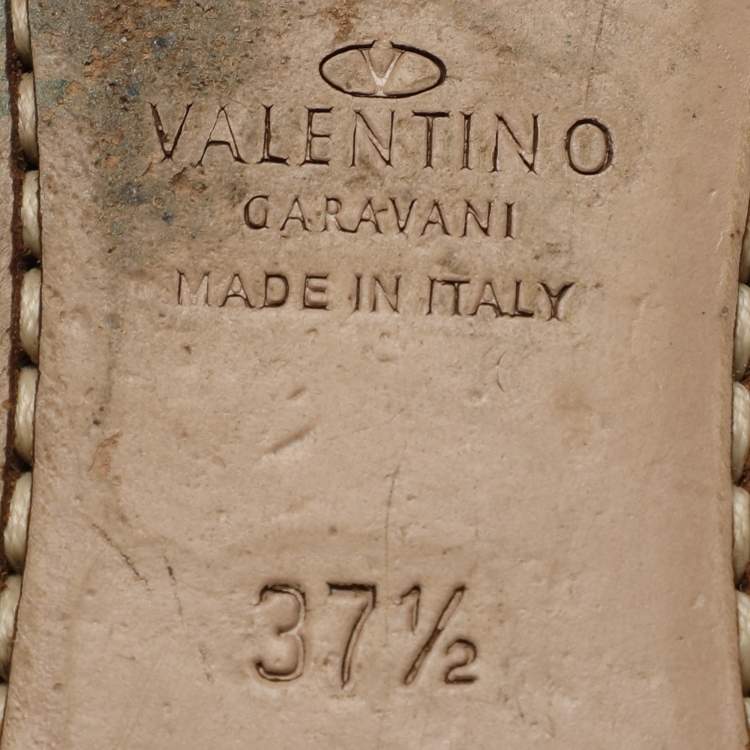 V
VALENTINO
GARAVANI
MADE IN ITALY
37½